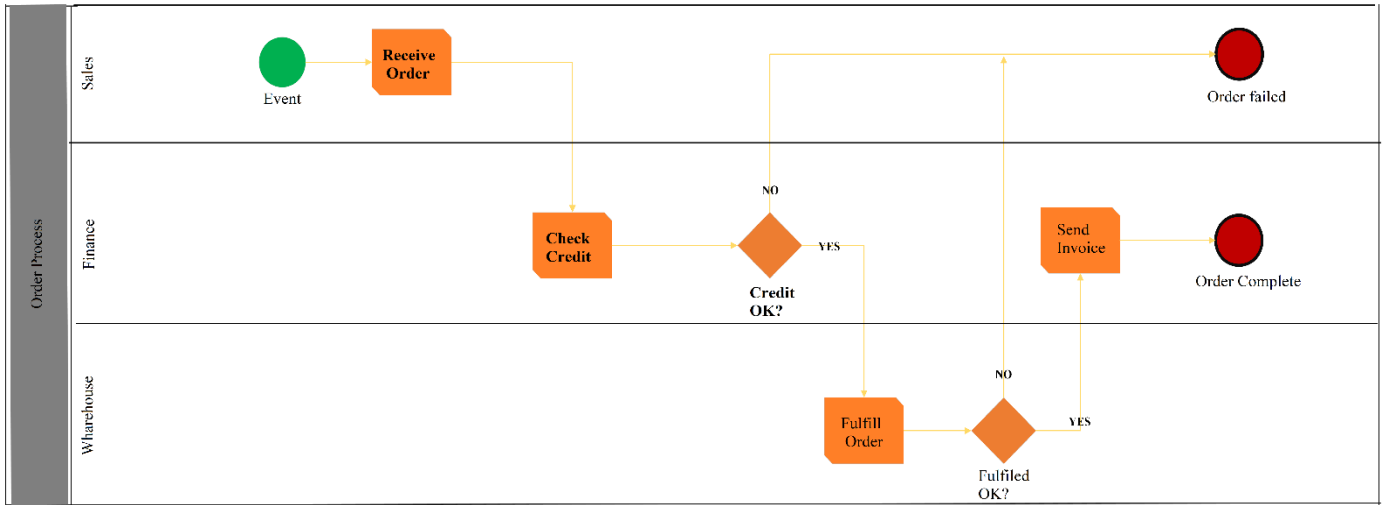 Order Process
Sales
Event
Receive
Order
Order failed
Finance
Check
Credit
NO
YES
Credit
OK?
Send
Invoice
Order Complete
Wharehouse
Fulfill
Order
NO
YES
Fulfiled
OK?